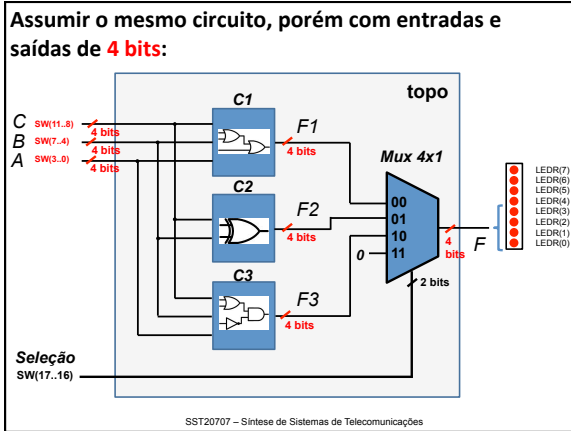 Assumir o mesmo circuito, porém com entradas e
saídas de 4 bits:
topo
C1
C SW(11..8)
4 bits
B SW(7..4)
4 bits
A SW(3..0)
4 bits
F1
4 bits
Mux 4x1
C2
F2
4 bits
C3
F3
4 bits
00
01
10
0 11
4
bits
F
2 bits
LEDR(7)
LEDR(6)
LEDR(5)
LEDR(4)
LEDR(3)
LEDR(2)
LEDR(1)
LEDR(0)
Seleção
SW(17..16)
SST20707 – Síntese de Sistemas de Telecomunicações